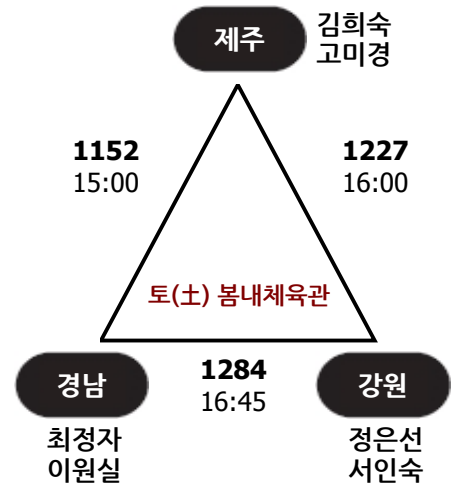 제주
김희숙
고미경
1152
15:00
1227
16:00
토(土) 봄내체육관
경남
1284
16:45
강원
최정자
이원실
정은선
서인숙